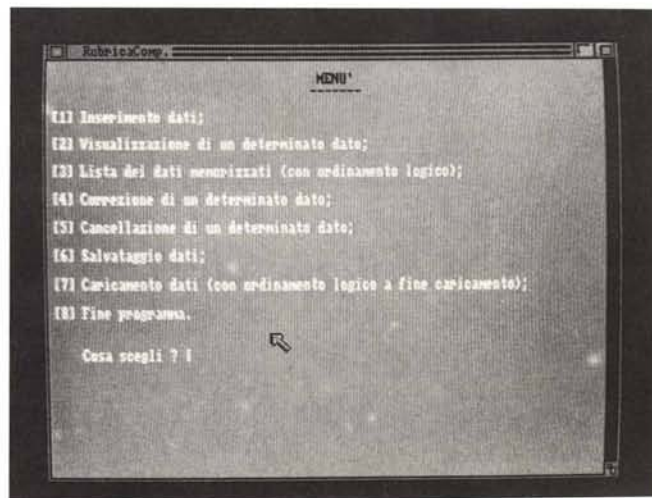 RubricaComp.
MENU'
[1] Inserimento dati;
[2] Visualizzazione di un determinato dato;
[3] Lista dei dati memorizzati (con ordinamento logico);
[4] Correzione di un determinato dato;
[5] Cancellazione di un determinato dato;
[6] Salvataggio dati;
[7] Caricamento dati (con ordinamento logico a fine caricamento);
[8] Fine programma.
Cosa scegli ?